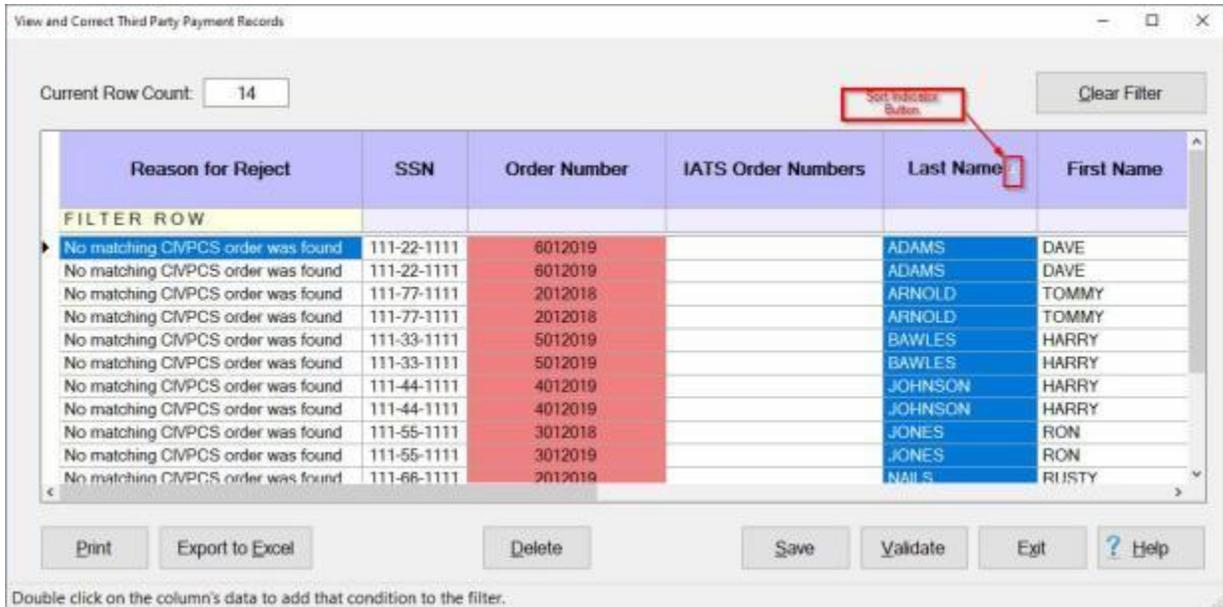 View and Correct Third Party Payment Records
Current Row Count: 14
Sort Indicator
Button
Clear Filter
Reason for Reject SSN Order Number IATS Order Numbers Last Name First Name
FILTER ROW
No matching CIVPCS order was found 111-22-1111 6012019 ADAMS DAVE
No matching CIVPCS order was found 111-22-1111 6012019 ADAMS DAVE
No matching CIVPCS order was found 111-77-1111 2012018 ARNOLD TOMMY
No matching CIVPCS order was found 111-77-1111 2012018 ARNOLD TOMMY
No matching CIVPCS order was found 111-33-1111 5012019 BAWLES HARRY
No matching CIVPCS order was found 111-33-1111 5012019 BAWLES HARRY
No matching CIVPCS order was found 111-44-1111 4012019 JOHNSON HARRY
No matching CIVPCS order was found 111-44-1111 4012019 JOHNSON HARRY
No matching CIVPCS order was found 111-55-1111 3012018 JONES RON
No matching CIVPCS order was found 111-55-1111 3012019 JONES RON
No matching CIVPCS order was found 111-66-1111 2012019 NAILS RUSTY
Print Export to Excel Delete Save Validate Exit ? Help
Double click on the column's data to add that condition to the filter.